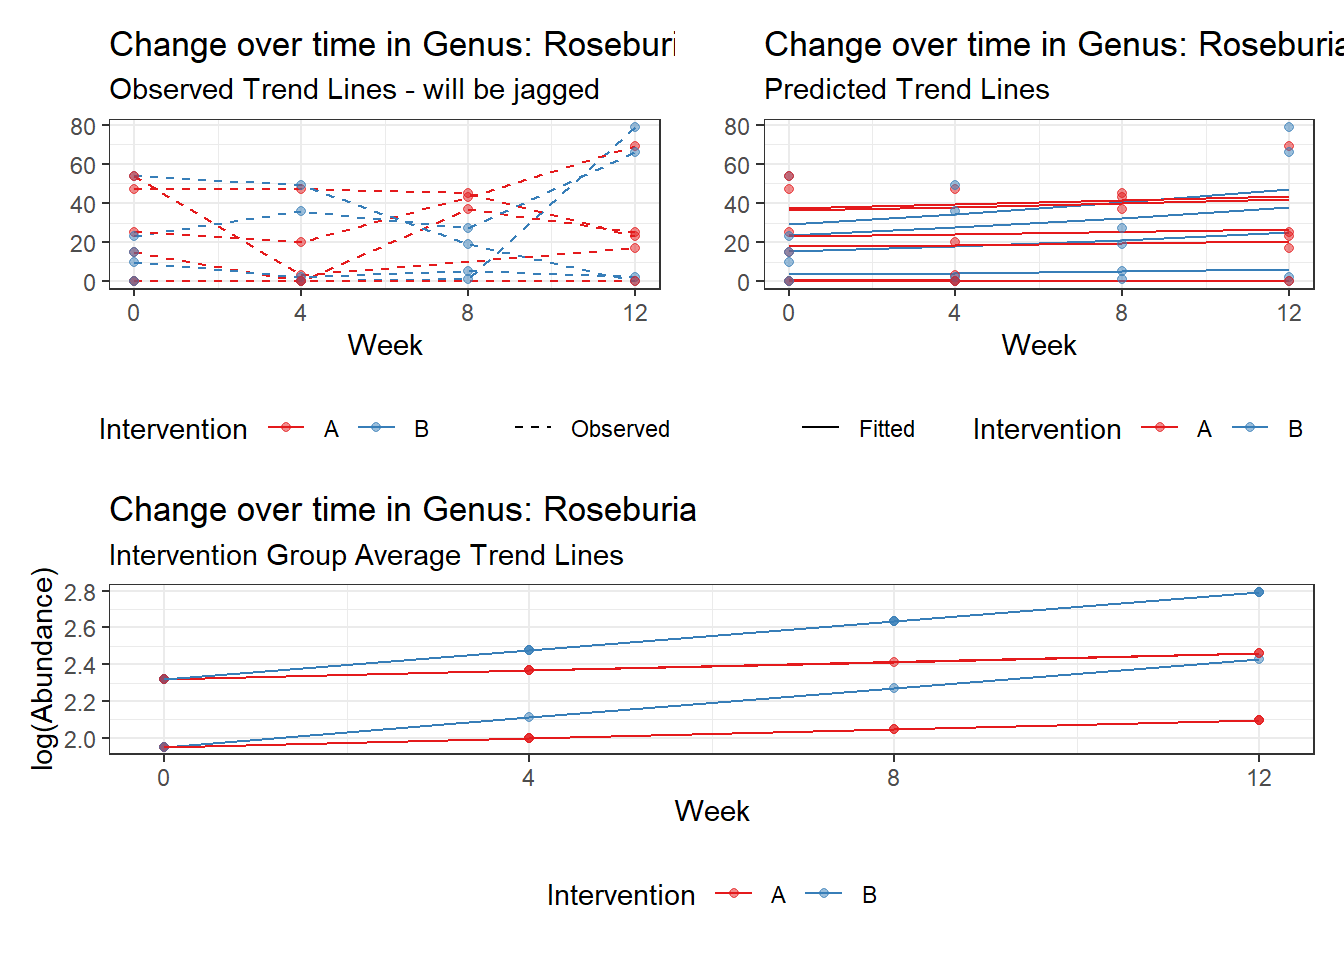 Change over time in Genus: Roseburi
Observed Trend Lines - will be jagged
80
60
40
20
0
0 4 8 12
Week
Intervention A B Observed
Change over time in Genus: Roseburia
Predicted Trend Lines
80
60
40
20
0
0 4 8 12
Week
Fitted Intervention A B
Change over time in Genus: Roseburia
Intervention Group Average Trend Lines
log(Abundance)
2.8
2.6
2.4
2.2
2.0
0 4 8 12
Week
Intervention A B